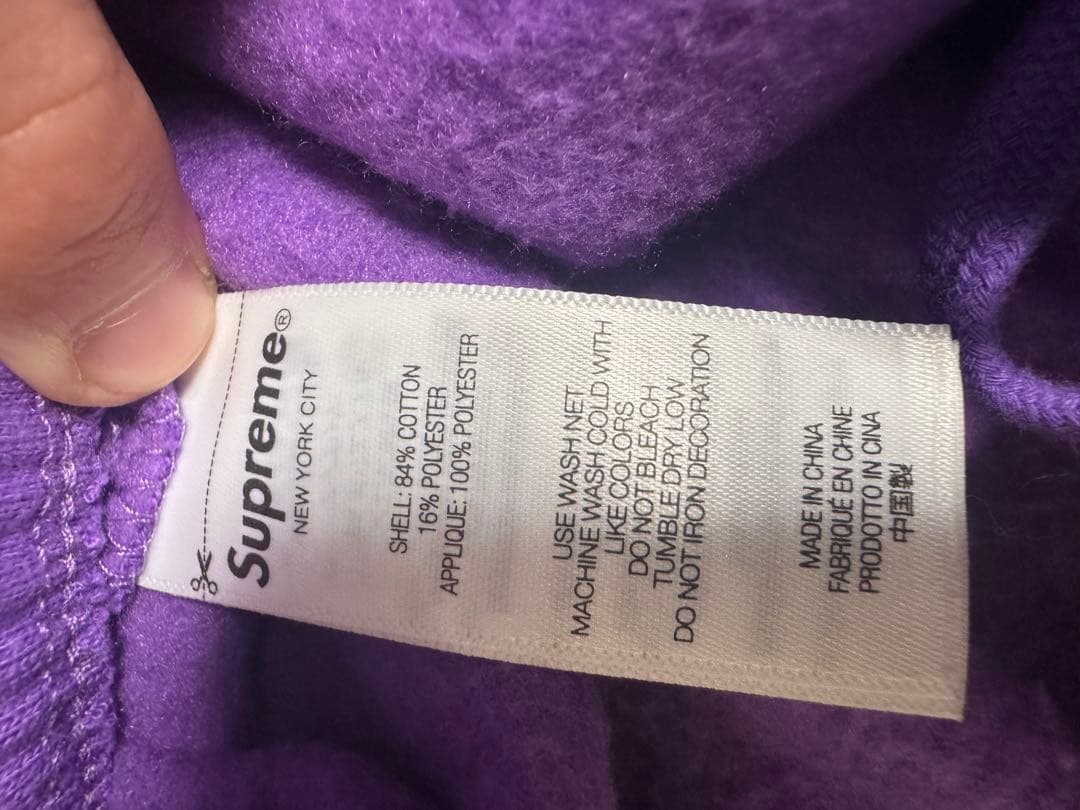 Supreme®
NEW YORK CITY
SHELL: 84% COTTON
16% POLYESTER
APPLIQUE: 100% POLYESTER
USE WASH NET
MACHINE WASH COLD WITH
LIKE COLORS
DO NOT BLEACH
TUMBLE DRY LOW
DO NOT IRON DECORATION
MADE IN CHINA
FABRIQUÉ EN CHINE
PRODOTTO IN CINA
中国製